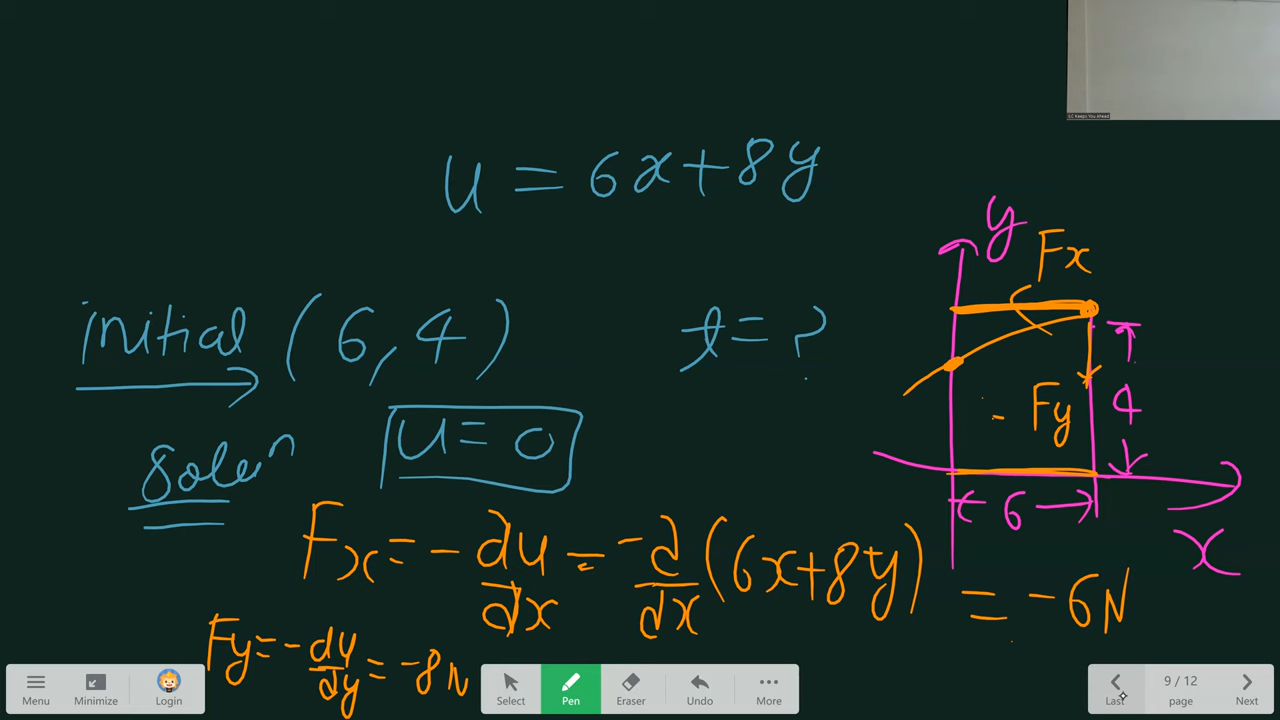 u = 6x+8y
initial (6,4) t = ?
u = 0
Solun
Fx = - du/dx = -d/dx (6x+8y) = -6N
Fy = - du/dy = -8N
y
Fx
Fy
4
6
x
Menu Minimize Login Select Pen Eraser Undo More Last 9 / 12 page Next